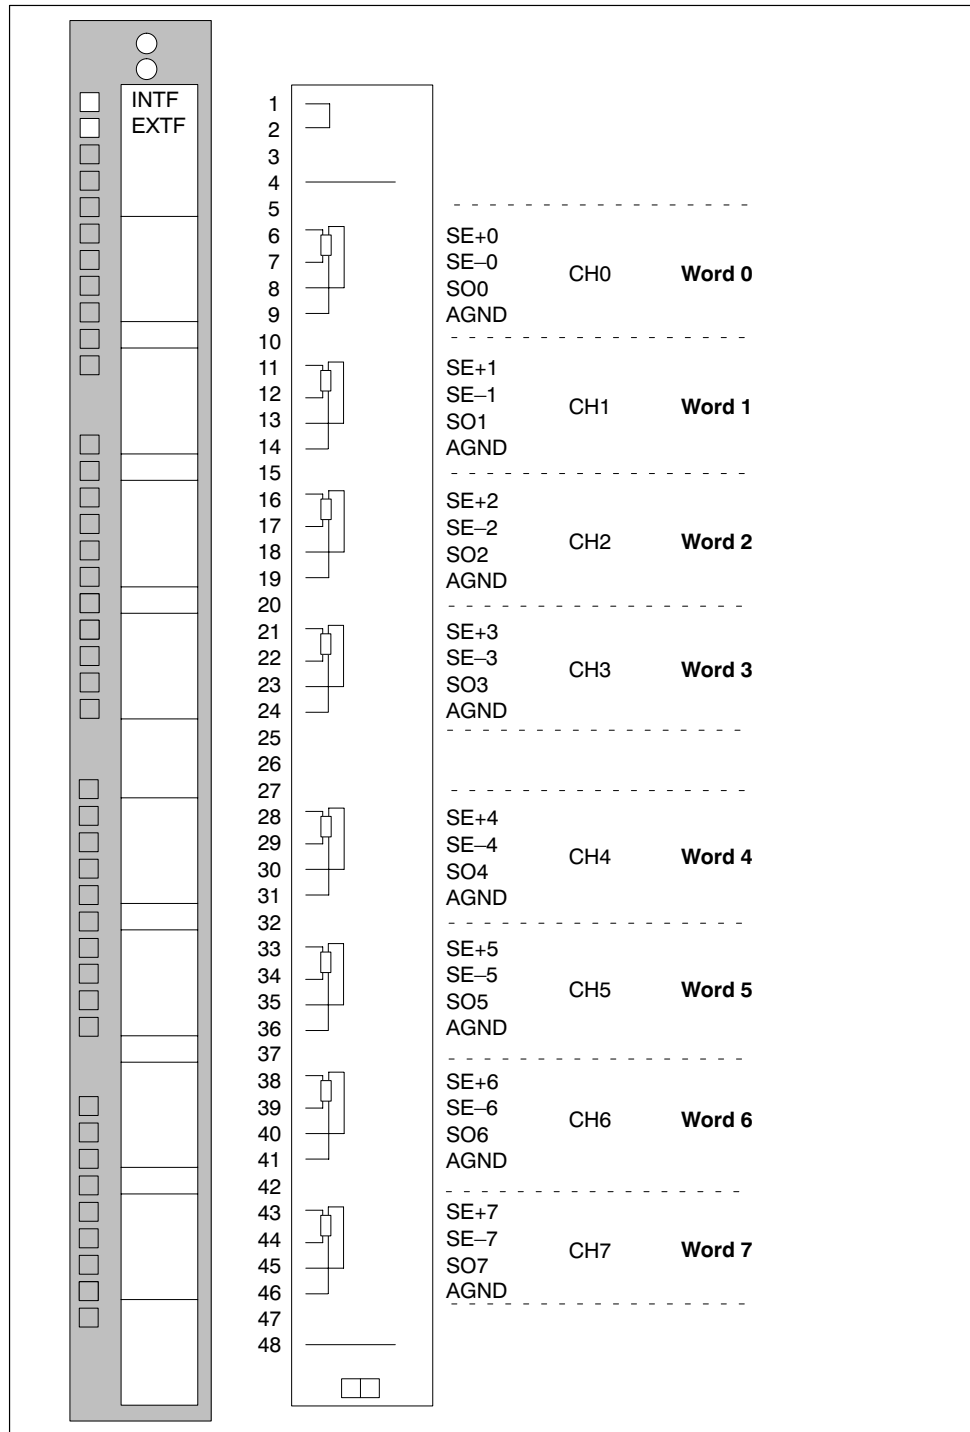 INTF
EXTF
1
2
3
4
5
6 SE+0
7 SE–0 CH0 Word 0
8 SO0
9 AGND
10
11 SE+1
12 SE–1 CH1 Word 1
13 SO1
14 AGND
15
16 SE+2
17 SE–2 CH2 Word 2
18 SO2
19 AGND
20
21 SE+3
22 SE–3 CH3 Word 3
23 SO3
24 AGND
25
26
27
28 SE+4
29 SE–4 CH4 Word 4
30 SO4
31 AGND
32
33 SE+5
34 SE–5 CH5 Word 5
35 SO5
36 AGND
37
38 SE+6
39 SE–6 CH6 Word 6
40 SO6
41 AGND
42
43 SE+7
44 SE–7 CH7 Word 7
45 SO7
46 AGND
47
48